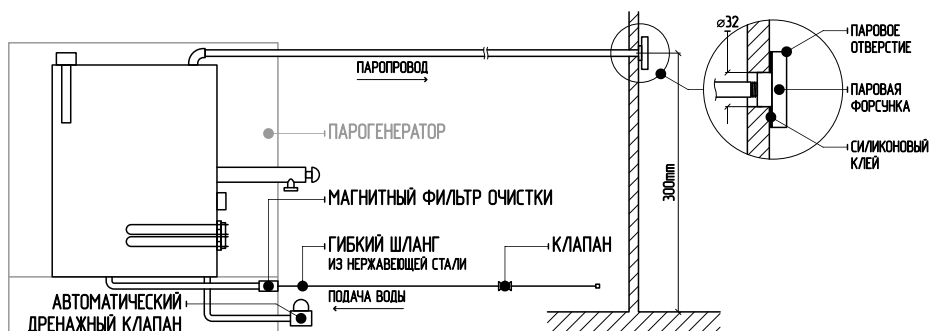 ⌀32
ПАРОВОЕ
ОТВЕРСТИЕ
ПАРОПРОВОД
ПАРОВАЯ
ФОРСУНКА
ПАРОГЕНЕРАТОР
СИЛИКОНОВЫЙ
КЛЕЙ
300mm
МАГНИТНЫЙ ФИЛЬТР ОЧИСТКИ
ГИБКИЙ ШЛАНГ
ИЗ НЕРЖАВЕЮЩЕЙ СТАЛИ
КЛАПАН
ПОДАЧА ВОДЫ
АВТОМАТИЧЕСКИЙ
ДРЕНАЖНЫЙ КЛАПАН